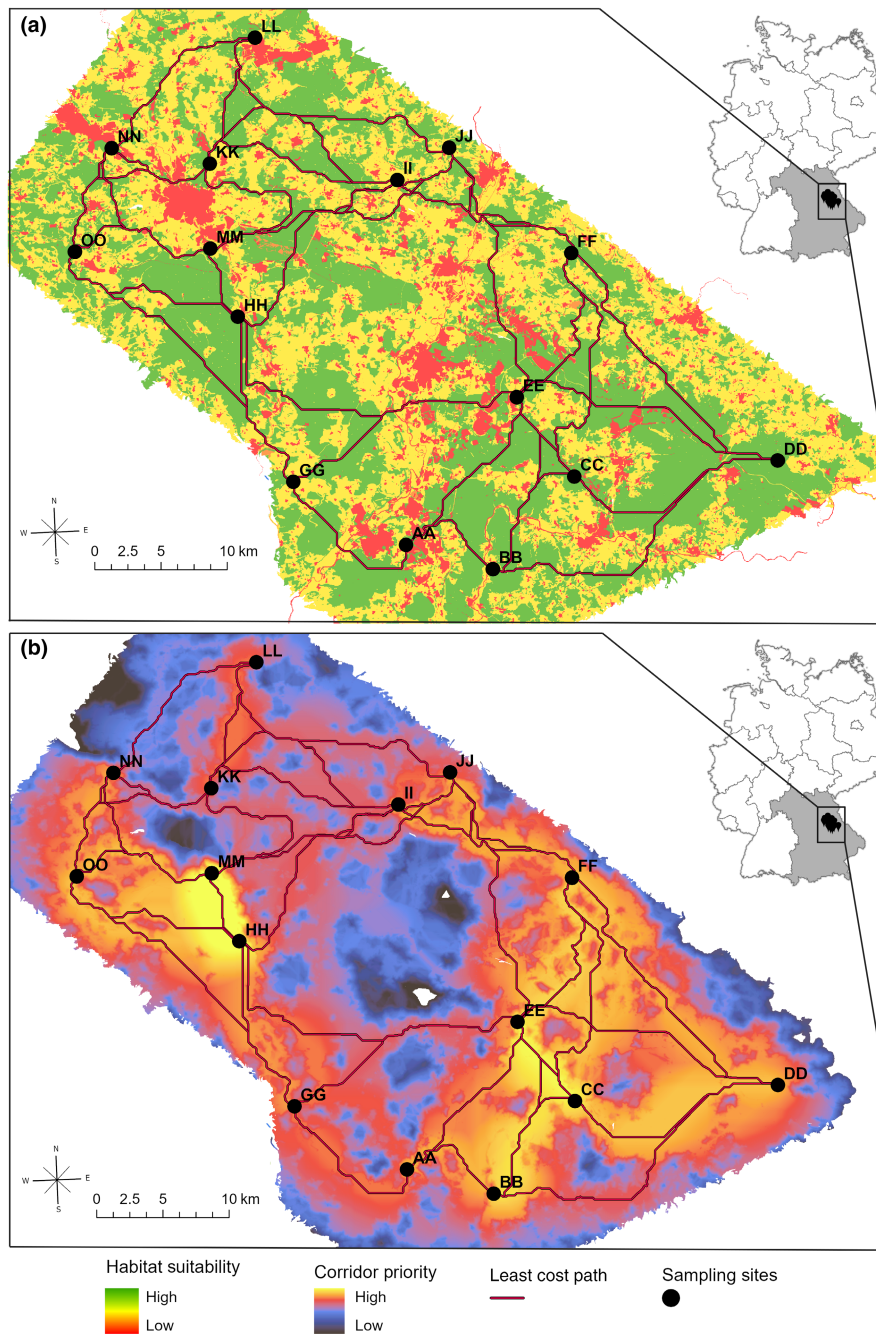 (a)
LL
NN
KK
JJ
II
OO
MM
FF
HH
EE
GG
CC
DD
AA
BB
N
W E
S
0 2.5 5 10 km
(b)
LL
NN
KK
JJ
II
OO
MM
FF
HH
EE
DD
GG
CC
AA
BB
N
W E
S
0 2.5 5 10 km
Habitat suitability
High
Low
Corridor priority
High
Low
Least cost path
Sampling sites